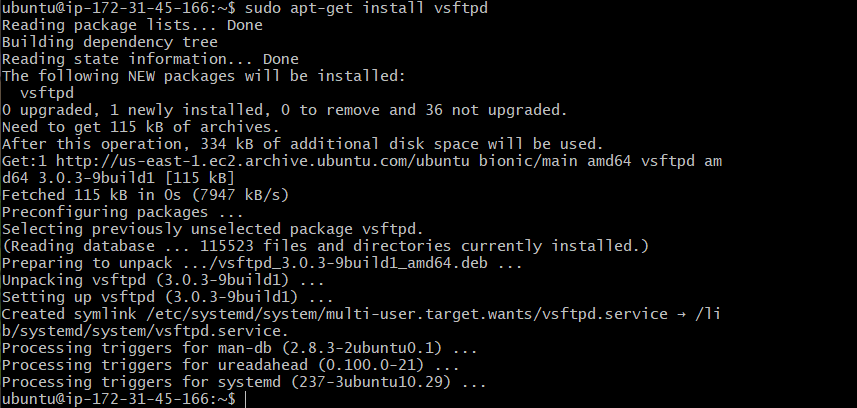 ubuntu@ip-172-31-45-166:~$ sudo apt-get install vsftpd
Reading package lists... Done
Building dependency tree
Reading state information... Done
The following NEW packages will be installed:
  vsftpd
0 upgraded, 1 newly installed, 0 to remove and 36 not upgraded.
Need to get 115 kB of archives.
After this operation, 334 kB of additional disk space will be used.
Get:1 http://us-east-1.ec2.archive.ubuntu.com/ubuntu bionic/main amd64 vsftpd am
d64 3.0.3-9build1 [115 kB]
Fetched 115 kB in 0s (7947 kB/s)
Preconfiguring packages ...
Selecting previously unselected package vsftpd.
(Reading database ... 115523 files and directories currently installed.)
Preparing to unpack .../vsftpd_3.0.3-9build1_amd64.deb ...
Unpacking vsftpd (3.0.3-9build1) ...
Setting up vsftpd (3.0.3-9build1) ...
Created symlink /etc/systemd/system/multi-user.target.wants/vsftpd.service → /li
b/systemd/system/vsftpd.service.
Processing triggers for man-db (2.8.3-2ubuntu0.1) ...
Processing triggers for ureadahead (0.100.0-21) ...
Processing triggers for systemd (237-3ubuntu10.29) ...
ubuntu@ip-172-31-45-166:~$